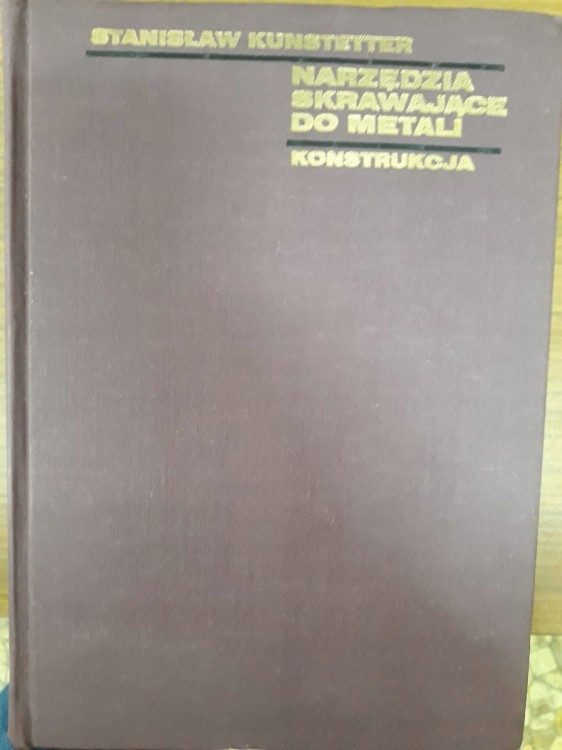 STANISŁAW KUNSTETTER
NARZĘDZIA
SKRAWAJĄCE
DO METALI
KONSTRUKCJA